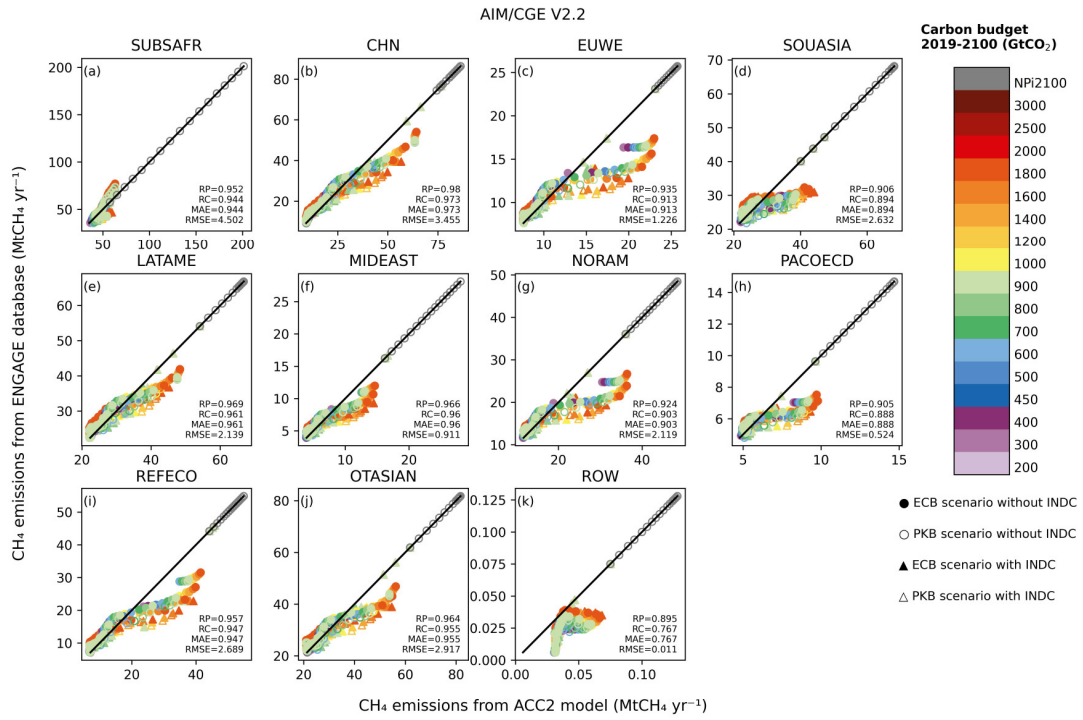 AIM/CGE V2.2
Carbon budget
2019-2100 (GtCO₂)
SUBSAFR
CHN
EUWE
SOUASIA
(a)
200
150
100
50
50
100
150
200
RP=0.952
RC=0.944
MAE=0.944
RMSE=4.502
(b)
80
60
40
20
25
50
75
RP=0.98
RC=0.973
MAE=0.973
RMSE=3.455
(c)
25
20
15
10
10
15
20
25
RP=0.935
RC=0.913
MAE=0.913
RMSE=1.226
(d)
70
60
50
40
30
20
20
40
60
RP=0.906
RC=0.894
MAE=0.894
RMSE=2.632
LATAME
MIDEAST
NORAM
PACOECD
(e)
60
50
40
30
20
30
40
50
60
RP=0.969
RC=0.961
MAE=0.961
RMSE=2.139
(f)
25
20
15
10
5
10
20
RP=0.966
RC=0.96
MAE=0.96
RMSE=0.911
(g)
50
40
30
20
10
20
30
40
RP=0.924
RC=0.903
MAE=0.903
RMSE=2.119
(h)
14
12
10
8
6
5
10
15
RP=0.905
RC=0.888
MAE=0.888
RMSE=0.524
REFECO
OTASIAN
ROW
(i)
50
40
30
20
10
20
40
RP=0.957
RC=0.947
MAE=0.947
RMSE=2.689
(j)
80
60
40
20
20
40
60
80
RP=0.964
RC=0.955
MAE=0.955
RMSE=2.917
(k)
0.125
0.100
0.075
0.050
0.025
0.000
0.00
0.05
0.10
RP=0.895
RC=0.767
MAE=0.767
RMSE=0.011
CH₄ emissions from ENGAGE database (MtCH₄ yr⁻¹)
CH₄ emissions from ACC2 model (MtCH₄ yr⁻¹)
NPi2100
3000
2500
2000
1800
1600
1400
1200
1000
900
800
700
600
500
450
400
300
200
ECB scenario without INDC
PKB scenario without INDC
ECB scenario with INDC
PKB scenario with INDC